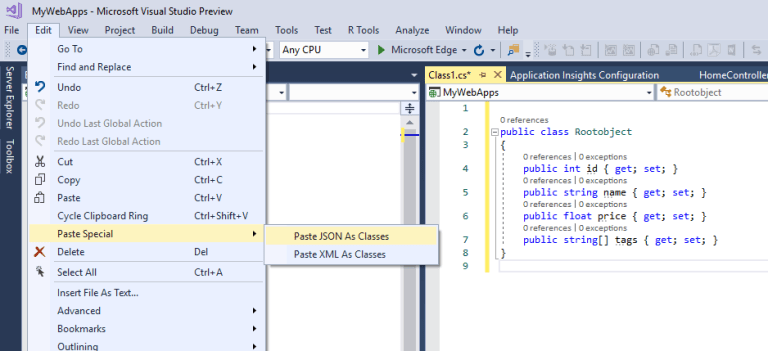 MyWebApps - Microsoft Visual Studio Preview
File Edit View Project Build Debug Team Tools Test R Tools Analyze Window Help
Any CPU Microsoft Edge
Server Explorer
Toolbox
Go To
Find and Replace
Undo Ctrl+Z
Redo Ctrl+Y
Undo Last Global Action
Redo Last Global Action
Cut Ctrl+X
Copy Ctrl+C
Paste Ctrl+V
Cycle Clipboard Ring Ctrl+Shift+V
Paste Special
Delete Del
Select All Ctrl+A
Insert File As Text...
Advanced
Bookmarks
Outlining
Paste JSON As Classes
Paste XML As Classes
Class1.cs* Application Insights Configuration HomeController
MyWebApps Rootobject
1
0 references
2 public class Rootobject
3 {
0 references | 0 exceptions
4 public int id { get; set; }
0 references | 0 exceptions
5 public string name { get; set; }
0 references | 0 exceptions
6 public float price { get; set; }
0 references | 0 exceptions
7 public string[] tags { get; set; }
8 }
9